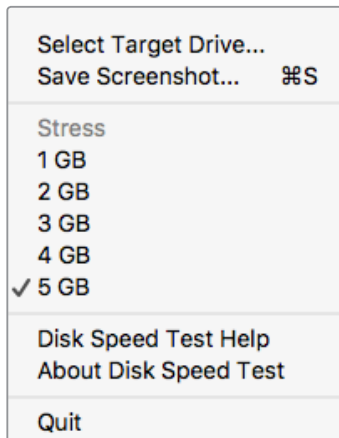 Select Target Drive...
Save Screenshot... ⌘S
Stress
1 GB
2 GB
3 GB
4 GB
✓ 5 GB
Disk Speed Test Help
About Disk Speed Test
Quit